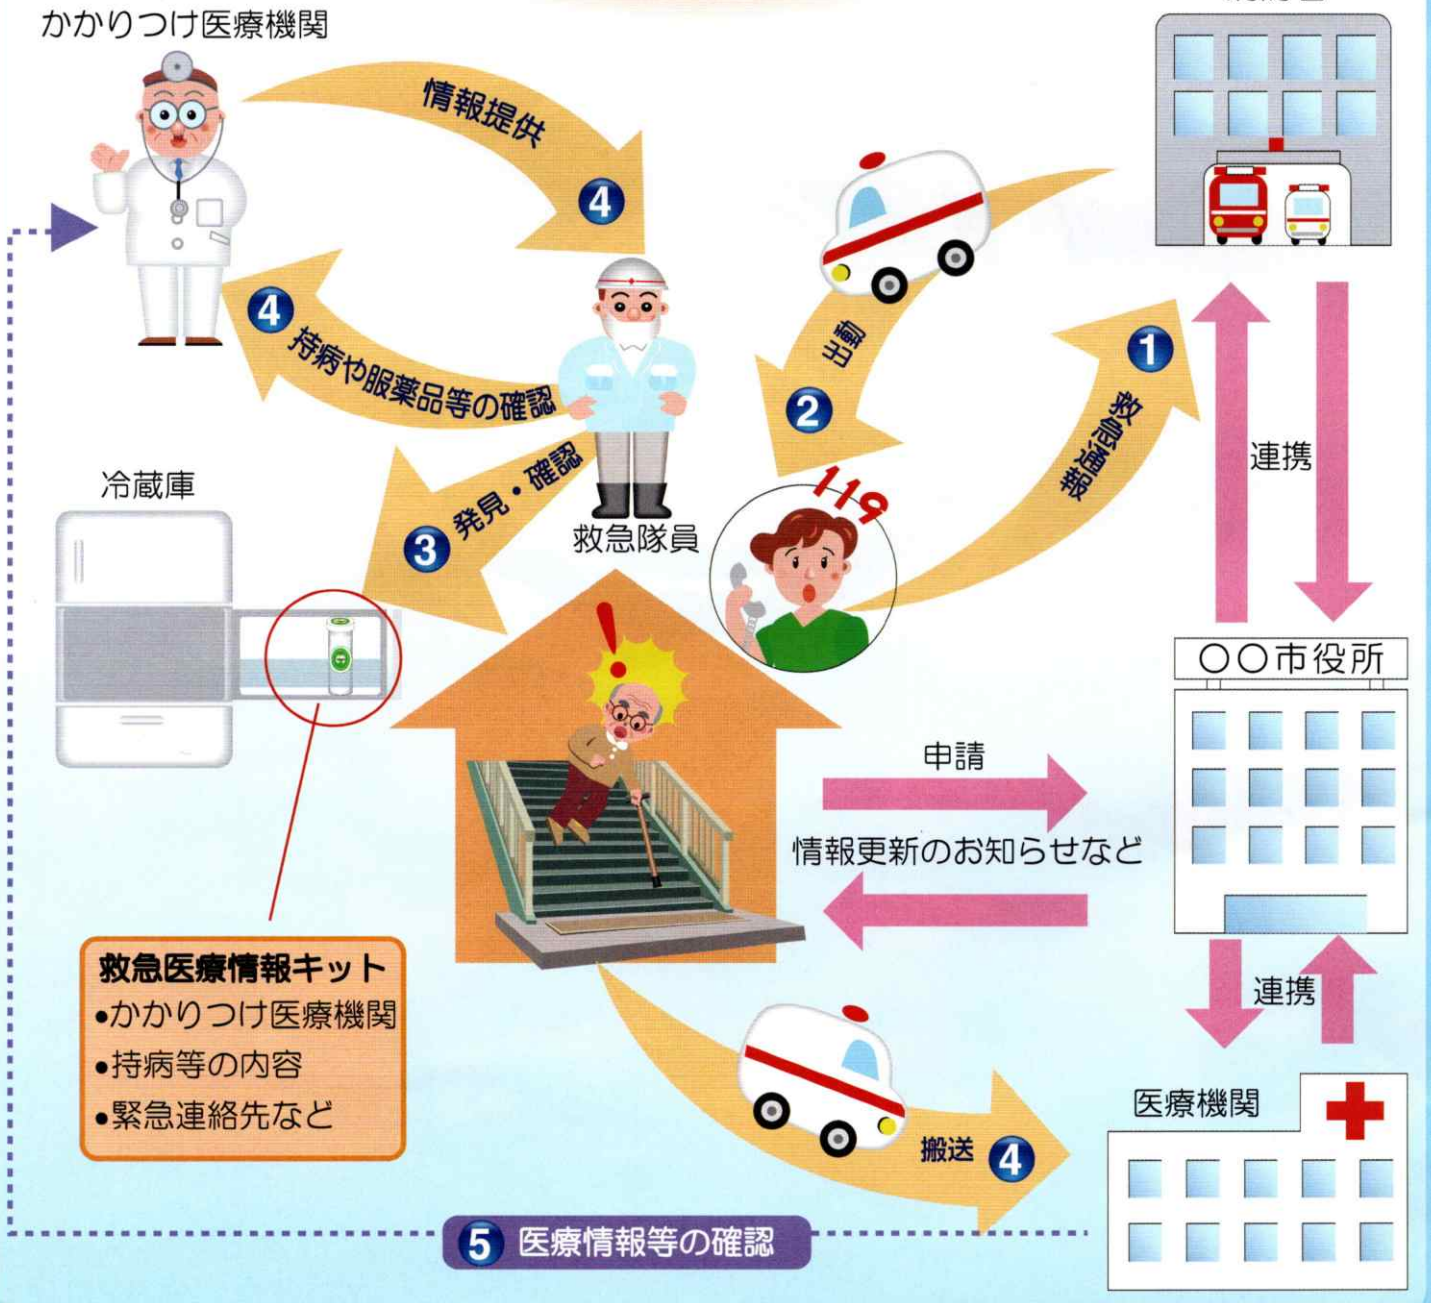 かかりつけ医療機関
情報提供
4
4
持病や服薬品等の確認
出動
2
1
救急通報
連携
冷蔵庫
3
発見・確認
救急隊員
119
〇〇市役所
申請
情報更新のお知らせなど
救急医療情報キット
•かかりつけ医療機関
•持病等の内容
•緊急連絡先など
連携
医療機関
搬送 4
5 医療情報等の確認